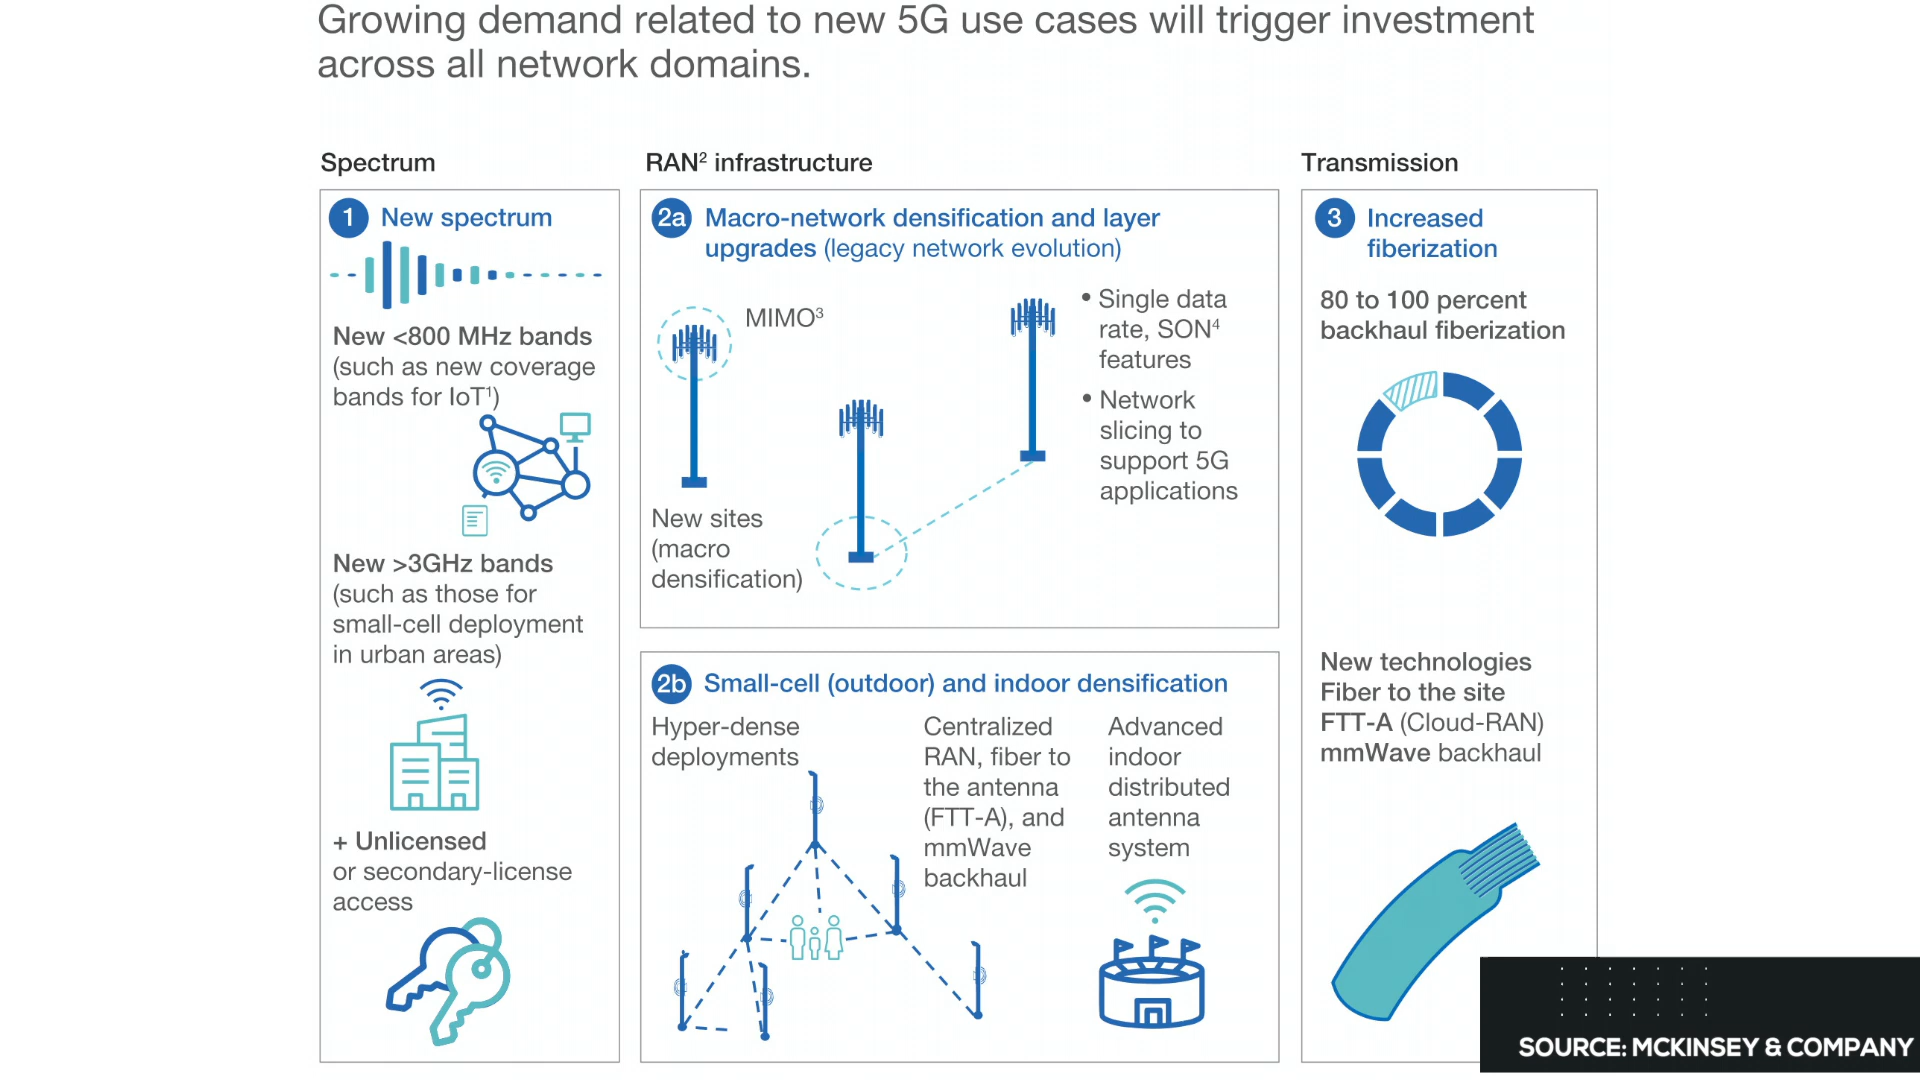 Growing demand related to new 5G use cases will trigger investment
across all network domains.
Spectrum
1 New spectrum
New <800 MHz bands
(such as new coverage
bands for IoT¹)
New >3GHz bands
(such as those for
small-cell deployment
in urban areas)
+ Unlicensed
or secondary-license
access
RAN² infrastructure
2a Macro-network densification and layer
upgrades (legacy network evolution)
MIMO³
New sites
(macro
densification)
• Single data
rate, SON⁴
features
• Network
slicing to
support 5G
applications
2b Small-cell (outdoor) and indoor densification
Hyper-dense
deployments
Centralized
RAN, fiber to
the antenna
(FTT-A), and
mmWave
backhaul
Advanced
indoor
distributed
antenna
system
Transmission
3 Increased
fiberization
80 to 100 percent
backhaul fiberization
New technologies
Fiber to the site
FTT-A (Cloud-RAN)
mmWave backhaul
SOURCE: MCKINSEY & COMPANY